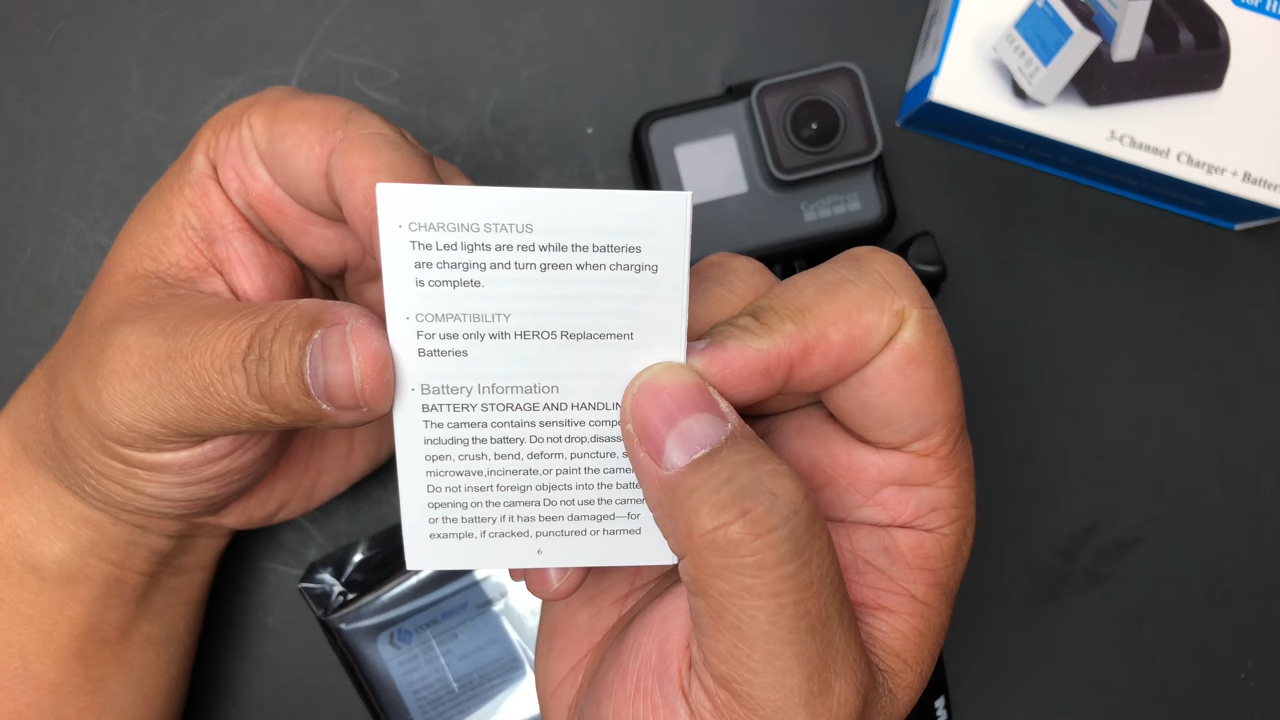 for H
3-Channel Charger + Batter
GoPro
• CHARGING STATUS
The Led lights are red while the batteries
are charging and turn green when charging
is complete.
• COMPATIBILITY
For use only with HERO5 Replacement
Batteries
• Battery Information
BATTERY STORAGE AND HANDLIN
The camera contains sensitive comp
including the battery. Do not drop,disass
open, crush, bend, deform, puncture, s
microwave,incinerate,or paint the came
Do not insert foreign objects into the batte
opening on the camera Do not use the camer
or the battery if it has been damaged—for
example, if cracked, punctured or harmed
6